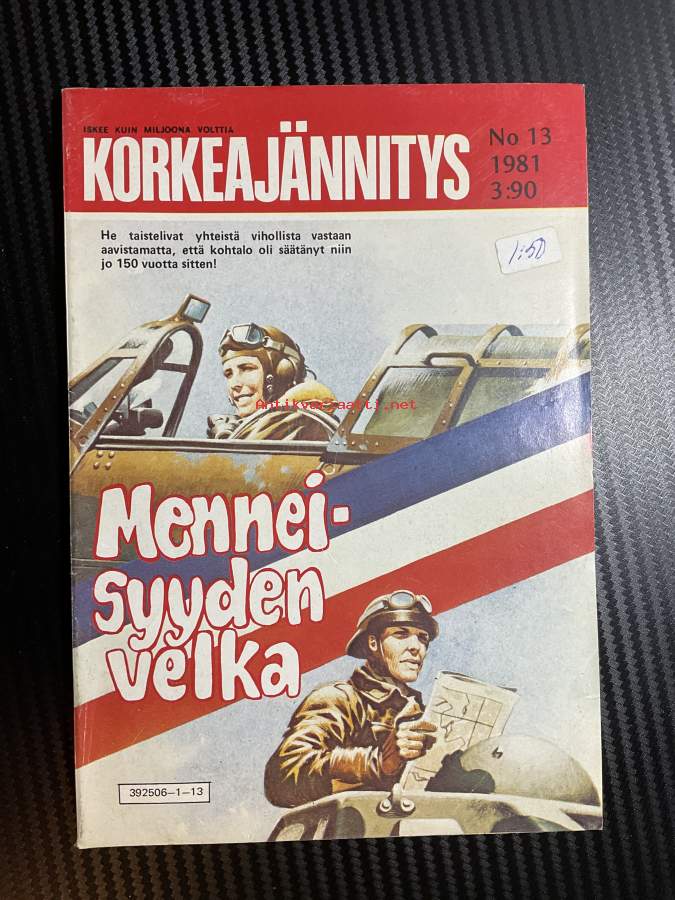 ISKEE KUIN MILJOONA VOLTTIA
KORKEAJÄNNITYS
No 13
1981
3:90
He taistelivat yhteistä vihollista vastaan
aavistamatta, että kohtalo oli säätänyt niin
jo 150 vuotta sitten!
1:50
Antikvariaatti.net
Mennei-
syyden
velka
392506-1-13